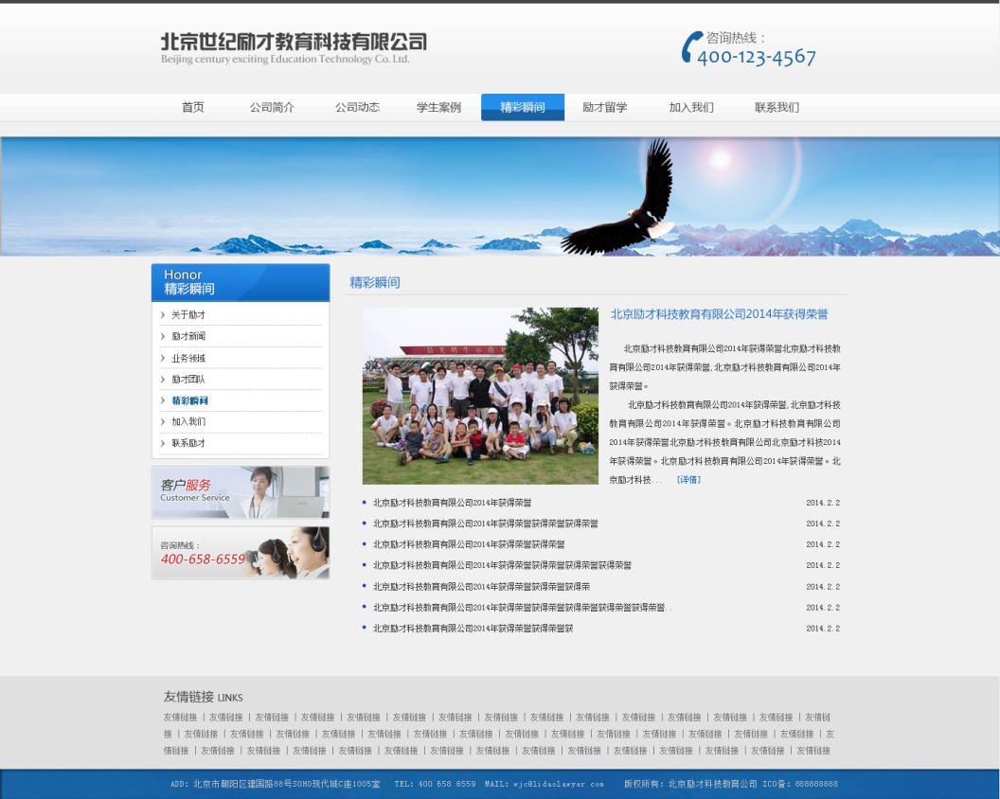 北京世纪励才教育科技有限公司
Beijing century exciting Education Technology Co. Ltd.
咨询热线：
400-123-4567
首页 公司简介 公司动态 学生案例 精彩瞬间 励才留学 加入我们 联系我们
Honor
精彩瞬间
关于励才
励才新闻
业务领域
励才团队
精彩瞬间
加入我们
联系励才
客户服务
Customer Service
咨询热线：
400-658-6559
精彩瞬间
北京励才科技教育有限公司2014年获得荣誉
北京励才科技教育有限公司2014年获得荣誉北京励才科技教
育有限公司2014年获得荣誉,北京励才科技教育有限公司2014年
获得荣誉。
北京励才科技教育有限公司2014年获得荣誉,北京励才科技
教育有限公司2014年获得荣誉。北京励才科技教育有限公司
2014年获得荣誉北京励才科技教育有限公司北京励才科技2014
年获得荣誉。北京励才科技教育有限公司2014年获得荣誉。北
京励才科技... [详情]
北京励才科技教育有限公司2014年获得荣誉 2014.2.2
北京励才科技教育有限公司2014年获得荣誉获得荣誉获得荣誉 2014.2.2
北京励才科技教育有限公司2014年获得荣誉获得荣誉 2014.2.2
北京励才科技教育有限公司2014年获得荣誉获得荣誉获得荣誉获得荣誉 2014.2.2
北京励才科技教育有限公司2014年获得荣誉获得荣誉获得荣 2014.2.2
北京励才科技教育有限公司2014年获得荣誉获得荣誉获得荣誉获得荣誉获得荣誉.. 2014.2.2
北京励才科技教育有限公司2014年获得荣誉获得荣誉获 2014.2.2
友情链接 LINKS
友情链接 | 友情链接 | 友情链接 | 友情链接 | 友情链接 | 友情链接 | 友情链接 | 友情链接 | 友情链接 | 友情链接 | 友情链接 | 友情链接 | 友情链接 | 友情链接 | 友情链
接 | 友情链接 | 友情链接 | 友情链接 | 友情链接 | 友情链接 | 友情链接 | 友情链接 | 友情链接 | 友情链接 | 友情链接 | 友情链接 | 友情链接 | 友情链接 | 友情链接 | 友
情链接 | 友情链接 | 友情链接 | 友情链接 | 友情链接 | 友情链接 | 友情链接 | 友情链接 | 友情链接 | 友情链接 | 友情链接 | 友情链接 | 友情链接 | 友情链接 | 友情链接
ADD: 北京市朝阳区建国路88号SOHO现代城C座1005室 TEL: 400 658 6559 MAIL: wjc@lidaolawyer.com 版权所有: 北京励才科技教育公司 ICO备: 888888888